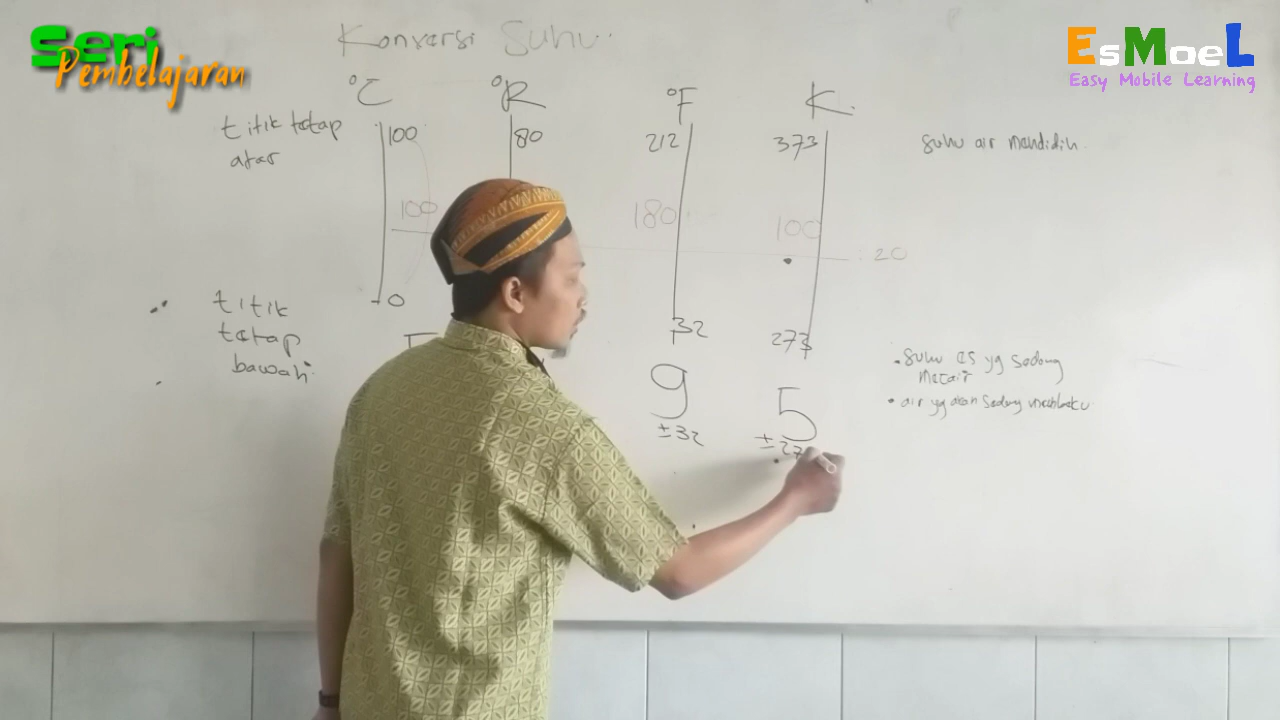 Seri
Pembelajaran
EsMoeL
Easy Mobile Learning
Konversi Suhu
°C °R °F K
titik tetap
atas
100 80 212 373
suhu air mendidih
100 180 100
: 20
titik
tetap
bawah
0 32 273
• suhu es yg sedang
• air yg akan sedang membeku
9 5
±32 ±27